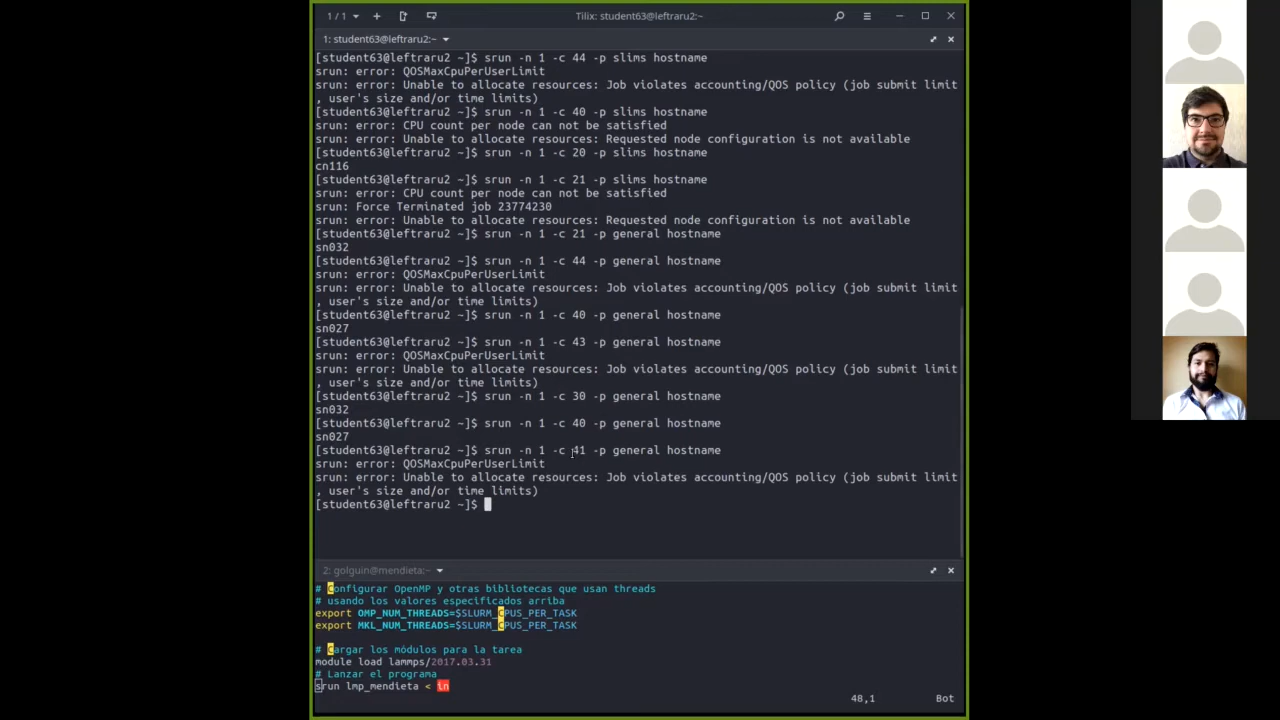 1 / 1
Tilix: student63@leftraru2:~
1: student63@leftraru2:~
[student63@leftraru2 ~]$ srun -n 1 -c 44 -p slims hostname
srun: error: QOSMaxCpuPerUserLimit
srun: error: Unable to allocate resources: Job violates accounting/QOS policy (job submit limit
, user's size and/or time limits)
[student63@leftraru2 ~]$ srun -n 1 -c 40 -p slims hostname
srun: error: CPU count per node can not be satisfied
srun: error: Unable to allocate resources: Requested node configuration is not available
[student63@leftraru2 ~]$ srun -n 1 -c 20 -p slims hostname
cn116
[student63@leftraru2 ~]$ srun -n 1 -c 21 -p slims hostname
srun: error: CPU count per node can not be satisfied
srun: Force Terminated job 23774230
srun: error: Unable to allocate resources: Requested node configuration is not available
[student63@leftraru2 ~]$ srun -n 1 -c 21 -p general hostname
sn032
[student63@leftraru2 ~]$ srun -n 1 -c 44 -p general hostname
srun: error: QOSMaxCpuPerUserLimit
srun: error: Unable to allocate resources: Job violates accounting/QOS policy (job submit limit
, user's size and/or time limits)
[student63@leftraru2 ~]$ srun -n 1 -c 40 -p general hostname
sn027
[student63@leftraru2 ~]$ srun -n 1 -c 43 -p general hostname
srun: error: QOSMaxCpuPerUserLimit
srun: error: Unable to allocate resources: Job violates accounting/QOS policy (job submit limit
, user's size and/or time limits)
[student63@leftraru2 ~]$ srun -n 1 -c 30 -p general hostname
sn032
[student63@leftraru2 ~]$ srun -n 1 -c 40 -p general hostname
sn027
[student63@leftraru2 ~]$ srun -n 1 -c 41 -p general hostname
srun: error: QOSMaxCpuPerUserLimit
srun: error: Unable to allocate resources: Job violates accounting/QOS policy (job submit limit
, user's size and/or time limits)
[student63@leftraru2 ~]$
2: golguin@mendieta:~
# Configurar OpenMP y otras bibliotecas que usan threads
# usando los valores especificados arriba
export OMP_NUM_THREADS=$SLURM_CPUS_PER_TASK
export MKL_NUM_THREADS=$SLURM_CPUS_PER_TASK
# Cargar los módulos para la tarea
module load lammps/2017.03.31
# Lanzar el programa
srun lmp_mendieta < in
48,1 Bot